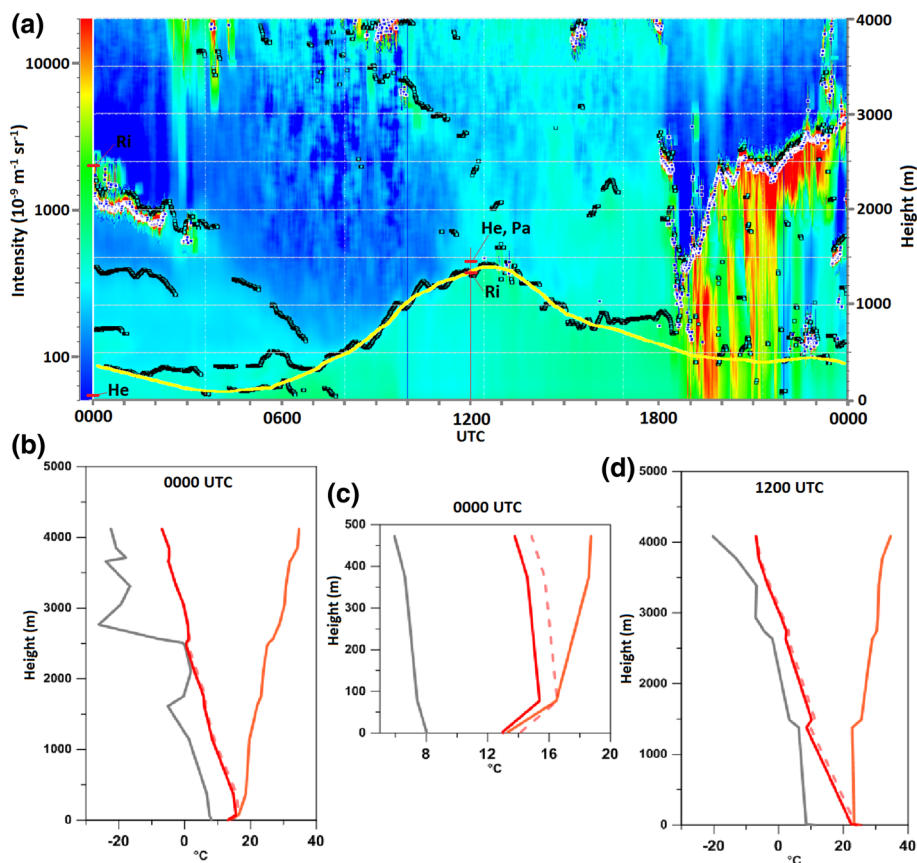 (a)
10000
1000
100
Intensity (10⁻⁹ m⁻¹ sr⁻¹)
Ri
He
He, Pa
Ri
4000
3000
2000
1000
0
Height (m)
0000
0600
1200
1800
0000
UTC
(b)
0000 UTC
5000
4000
3000
2000
1000
0
Height (m)
-20
0
20
40
°C
(c)
0000 UTC
500
400
300
200
100
0
Height (m)
8
12
16
20
°C
(d)
1200 UTC
5000
4000
3000
2000
1000
0
Height (m)
-20
0
20
40
°C